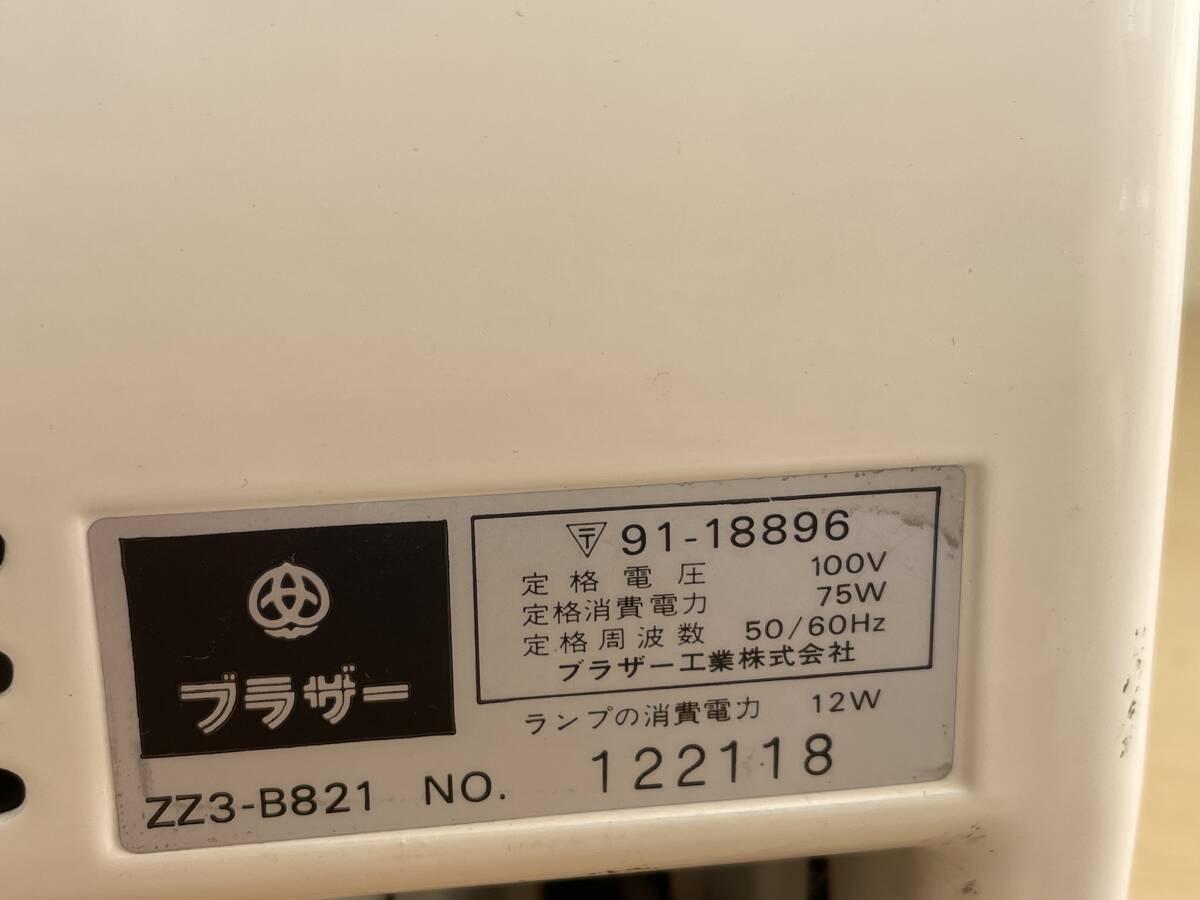 ブラザー
〒 91-18896
定格電圧 100V
定格消費電力 75W
定格周波数 50/60Hz
ブラザー工業株式会社
ランプの消費電力 12W
ZZ3-B821 NO. 122118